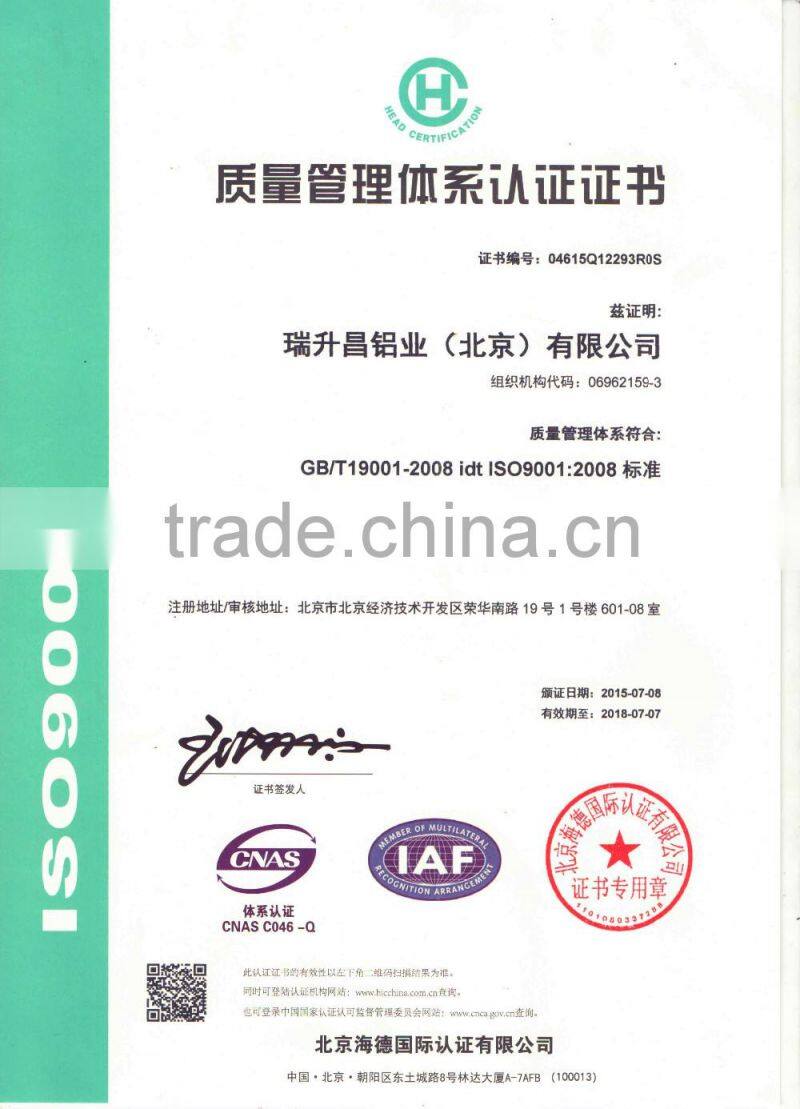 HEAD CERTIFICATION
质量管理体系认证证书
证书编号：04615Q12293R0S
兹证明：
瑞升昌铝业（北京）有限公司
组织机构代码：06962159-3
质量管理体系符合：
GB/T19001-2008 idt ISO9001:2008 标准
trade.china.cn
注册地址/审核地址：北京市北京经济技术开发区荣华南路 19 号 1 号楼 601-08 室
颁证日期：2015-07-08
有效期至：2018-07-07
证书签发人
ISO9001
CNAS
体系认证
CNAS C046 -Q
MEMBER OF MULTILATERAL
IAF
RECOGNITION ARRANGEMENT
北京海德国际认证有限公司
证书专用章
1101080337288
此认证证书的有效性以左下角二维码扫描结果为准。
同时可登陆认证机构网站：www.hicchina.com.cn查询。
也可登录中国国家认证认可监督管理委员会网站：www.cnca.gov.cn查询。
北京海德国际认证有限公司
中国·北京·朝阳区东土城路8号林达大厦A-7AFB （100013）